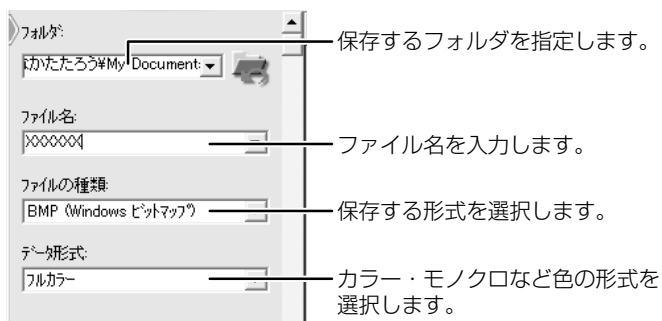 フォルダ:
保存するフォルダを指定します。
かたたろう¥My Document
ファイル名:
XXXXXX
ファイル名を入力します。
ファイルの種類:
BMP (Windows ビットマップ)
保存する形式を選択します。
データ形式:
フルカラー
カラー・モノクロなど色の形式を
選択します。